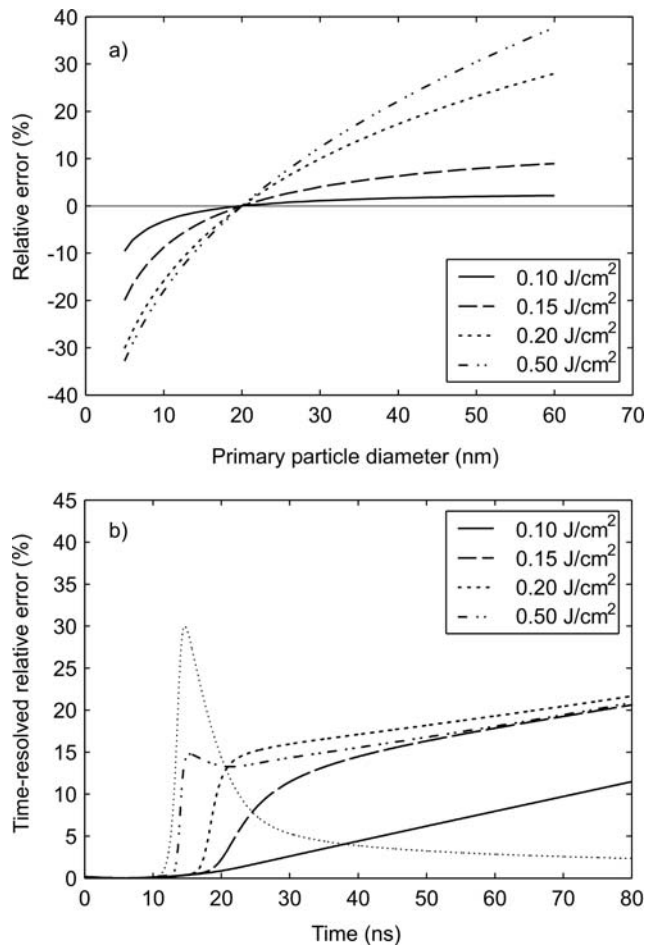 a)
Relative error (%)
40
30
20
10
0
-10
-20
-30
-40
0.10 J/cm²
0.15 J/cm²
0.20 J/cm²
0.50 J/cm²
0 10 20 30 40 50 60 70
Primary particle diameter (nm)
b)
Time-resolved relative error (%)
45
40
35
30
25
20
15
10
5
0
0.10 J/cm²
0.15 J/cm²
0.20 J/cm²
0.50 J/cm²
0 10 20 30 40 50 60 70 80
Time (ns)